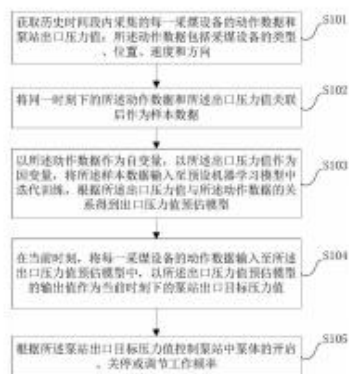 获取历史时间段内采集的每一采煤设备的动作数据和
泵站出口压力值；所述动作数据包括采煤设备的类型
、位置、速度和方向
S101
将同一时刻下的所述动作数据和所述出口压力值关联
后作为样本数据
S102
以所述动作数据作为自变量，以所述出口压力值作为
因变量，将所述样本数据输入至预设机器学习模型中
迭代训练，根据所述出口压力值与所述动作数据的关
系得到出口压力值预估模型
S103
在当前时刻，将每一采煤设备的动作数据输入至所述
出口压力值预估模型中，以所述出口压力值预估模型
的输出值作为当前时刻下的泵站出口目标压力值
S104
根据所述泵站出口目标压力值控制泵站中泵体的开启
、关停或调节工作频率
S105